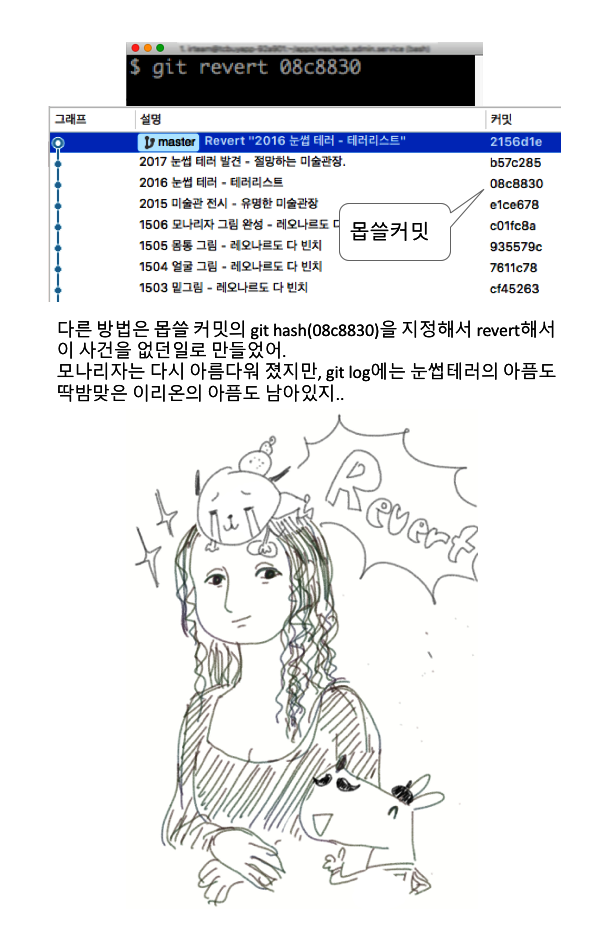 $ git revert 08c8830
그래프 설명 커밋
master Revert "2016 눈썹 테러 - 테러리스트" 2156d1e
2017 눈썹 테러 발견 - 절망하는 미술관장. b57c285
2016 눈썹 테러 - 테러리스트 08c8830
2015 미술관 전시 - 유명한 미술관장 e1ce678
1506 모나리자 그림 완성 - 레오나르도 다 c01fc8a
몹쓸커밋
1505 몸통 그림 - 레오나르도 다 빈치 935579c
1504 얼굴 그림 - 레오나르도 다 빈치 7611c78
1503 밑그림 - 레오나르도 다 빈치 cf45263
다른 방법은 몹쓸 커밋의 git hash(08c8830)을 지정해서 revert해서
이 사건을 없던일로 만들었어.
모나리자는 다시 아름다워 졌지만, git log에는 눈썹테러의 아픔도
딱밤맞은 이리온의 아픔도 남아있지..
Revert